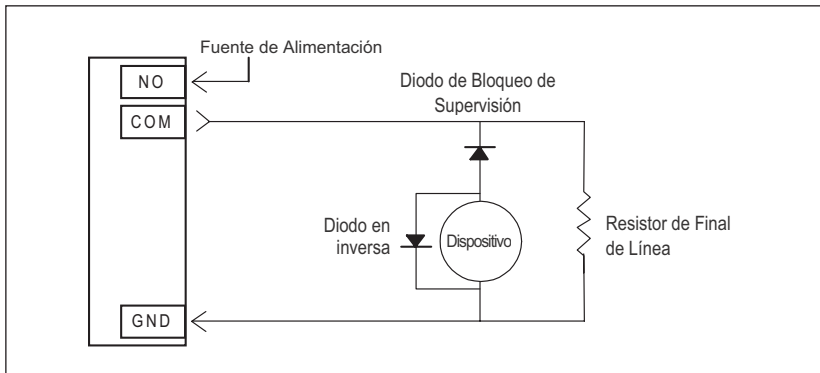 Fuente de Alimentación
NO
COM
Diodo de Bloqueo de
Supervisión
Diodo en
inversa
Dispositivo
Resistor de Final
de Línea
GND